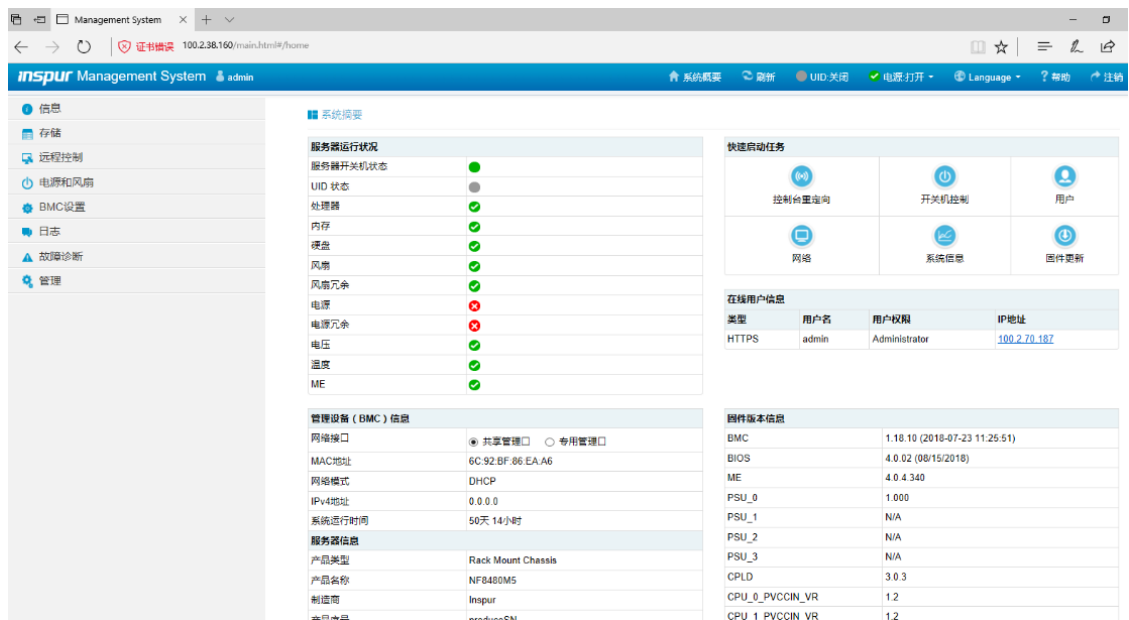 Management System
证书错误 100.2.38.160/main.html#/home
inspur Management System admin
系统概要 刷新 UID:关闭 电源:打开 Language ? 帮助 注销
信息
存储
远程控制
电源和风扇
BMC设置
日志
故障诊断
管理
系统摘要
服务器运行状况
服务器开关机状态
UID 状态
处理器
内存
硬盘
风扇
风扇冗余
电源
电源冗余
电压
温度
ME
快速启动任务
控制台重定向 开关机控制 用户
网络 系统信息 固件更新
在线用户信息
类型 用户名 用户权限 IP地址
HTTPS admin Administrator 100.2.70.187
管理设备（BMC）信息
网络接口 共享管理口 专用管理口
MAC地址 6C:92:BF:86:EA:A6
网络模式 DHCP
IPv4地址 0.0.0.0
系统运行时间 50天 14小时
服务器信息
产品类型 Rack Mount Chassis
产品名称 NF8480M5
制造商 Inspur
产品序号 produceSN
固件版本信息
BMC 1.18.10 (2018-07-23 11:25:51)
BIOS 4.0.02 (08/15/2018)
ME 4.0.4.340
PSU_0 1.000
PSU_1 N/A
PSU_2 N/A
PSU_3 N/A
CPLD 3.0.3
CPU_0_PVCCIN_VR 1.2
CPU_1_PVCCIN_VR 1.2